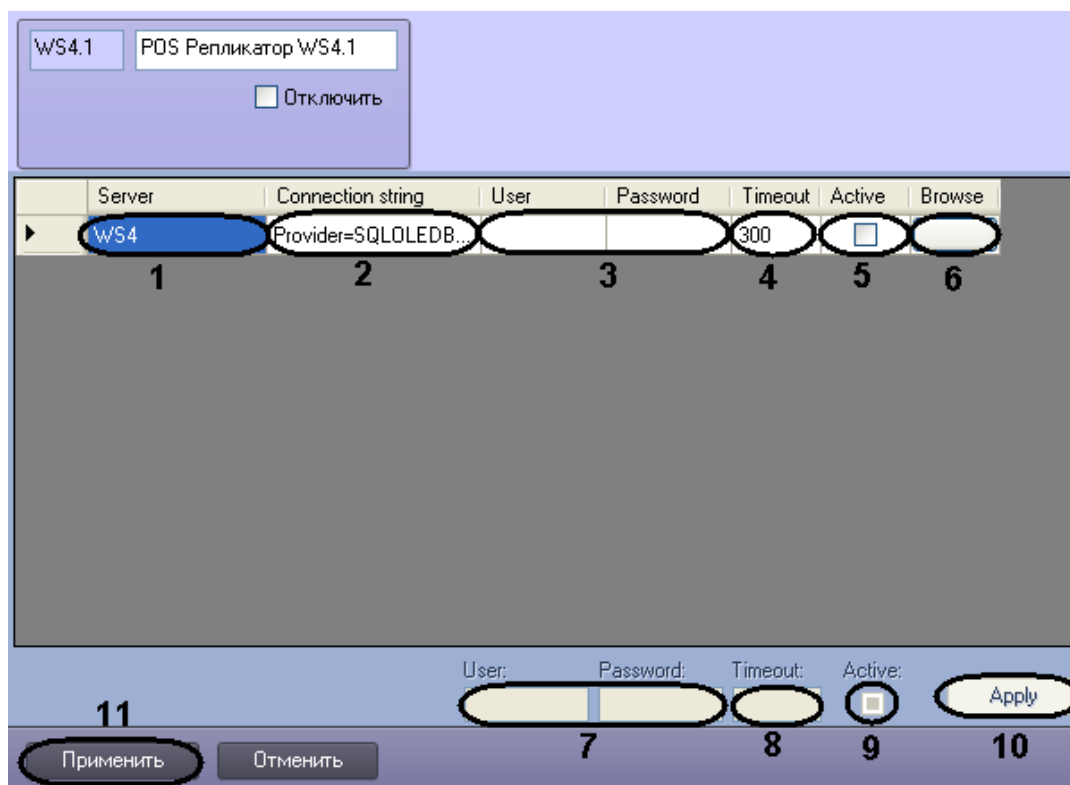 WS4.1 POS Репликатор WS4.1
Отключить
Server Connection string User Password Timeout Active Browse
WS4 Provider=SQLOLEDB... 300
1 2 3 4 5 6
User: Password: Timeout: Active:
Apply
11 7 8 9 10
Применить Отменить